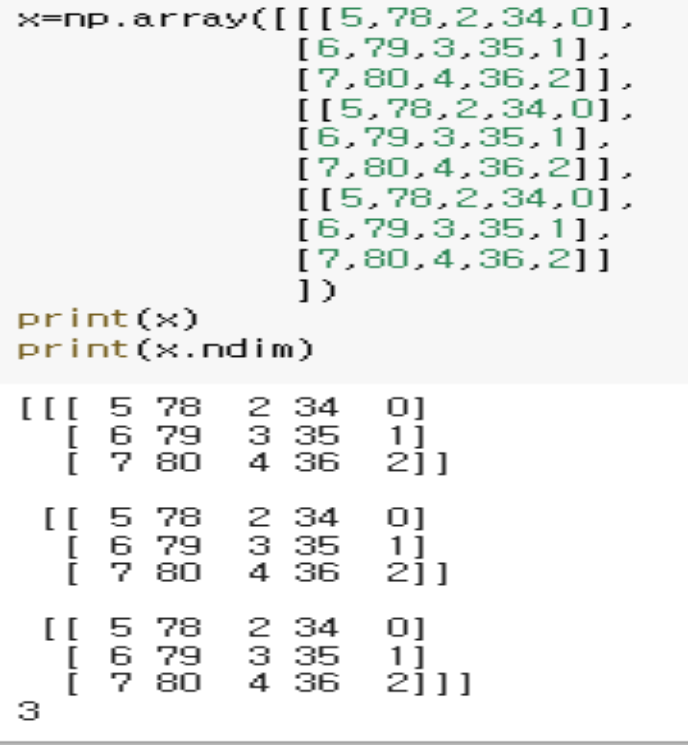 x=np.array([[[5,78,2,34,0],
[6,79,3,35,1],
[7,80,4,36,2]],
[[5,78,2,34,0],
[6,79,3,35,1],
[7,80,4,36,2]],
[[5,78,2,34,0],
[6,79,3,35,1],
[7,80,4,36,2]]
])
print(x)
print(x.ndim)
[[[ 5 78  2 34  0]
  [ 6 79  3 35  1]
  [ 7 80  4 36  2]]
 [[ 5 78  2 34  0]
  [ 6 79  3 35  1]
  [ 7 80  4 36  2]]
 [[ 5 78  2 34  0]
  [ 6 79  3 35  1]
  [ 7 80  4 36  2]]]
3